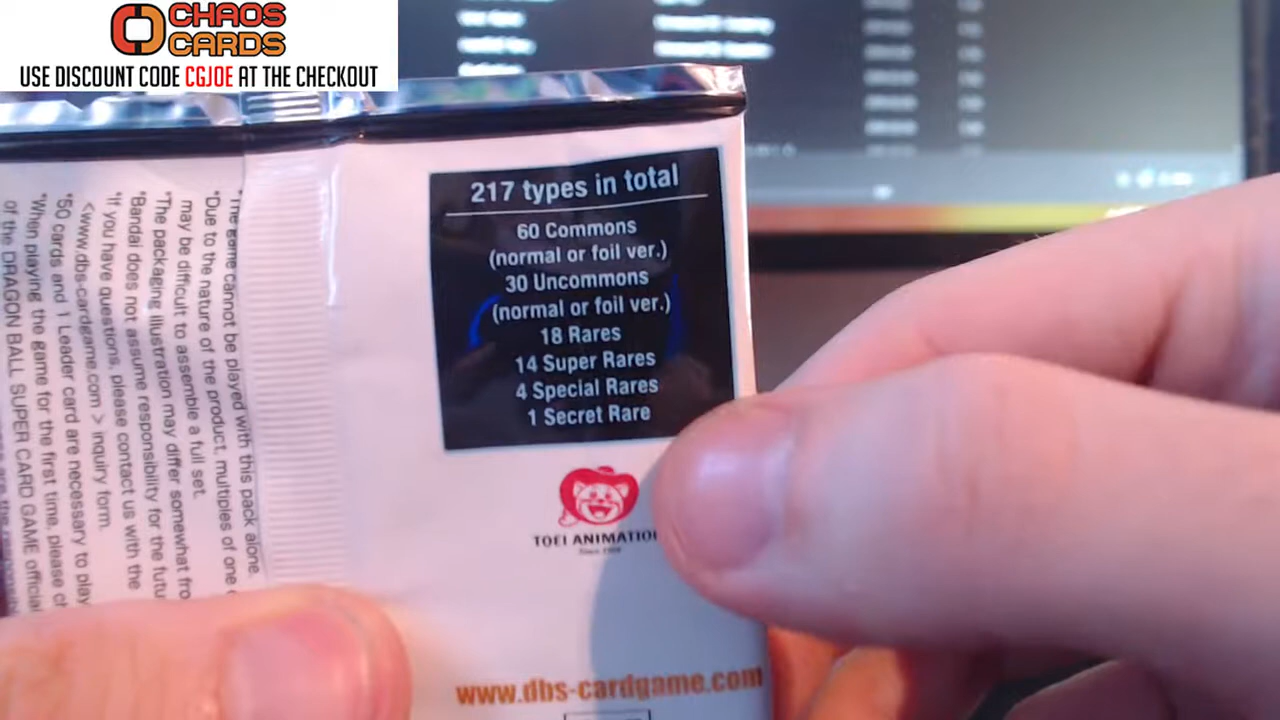 CHAOS
CARDS
USE DISCOUNT CODE CGJOE AT THE CHECKOUT
217 types in total
60 Commons
(normal or foil ver.)
30 Uncommons
(normal or foil ver.)
18 Rares
14 Super Rares
4 Special Rares
1 Secret Rare
TOEI ANIMATION
www.dbs-cardgame.com
*The game cannot be played with this pack alone.
*Due to the nature of the product, multiples of one
may be difficult to assemble a full set.
*The packaging illustration may differ somewhat
*Bandai does not assume responsibility for the
*If you have questions, please contact us with the
<www.dbs-cardgame.com > inquiry form.
*50 cards and 1 Leader card are necessary to play
*When playing the game for the first time, please
of the DRAGON BALL SUPER CARD GAME official